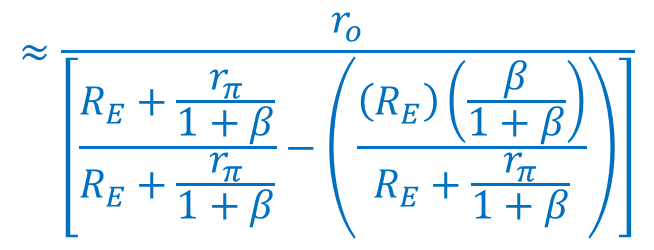 ≈ r_o / [ (R_E + r_π/(1 + β)) / (R_E + r_π/(1 + β)) − ( (R_E)(β/(1 + β)) / (R_E + r_π/(1 + β)) ) ]